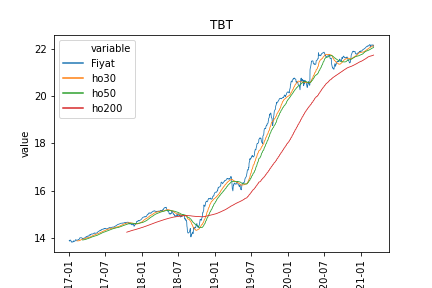 TBT
variable
Fiyat
ho30
ho50
ho200
value
22
20
18
16
14
17-01
17-07
18-01
18-07
19-01
19-07
20-01
20-07
21-01